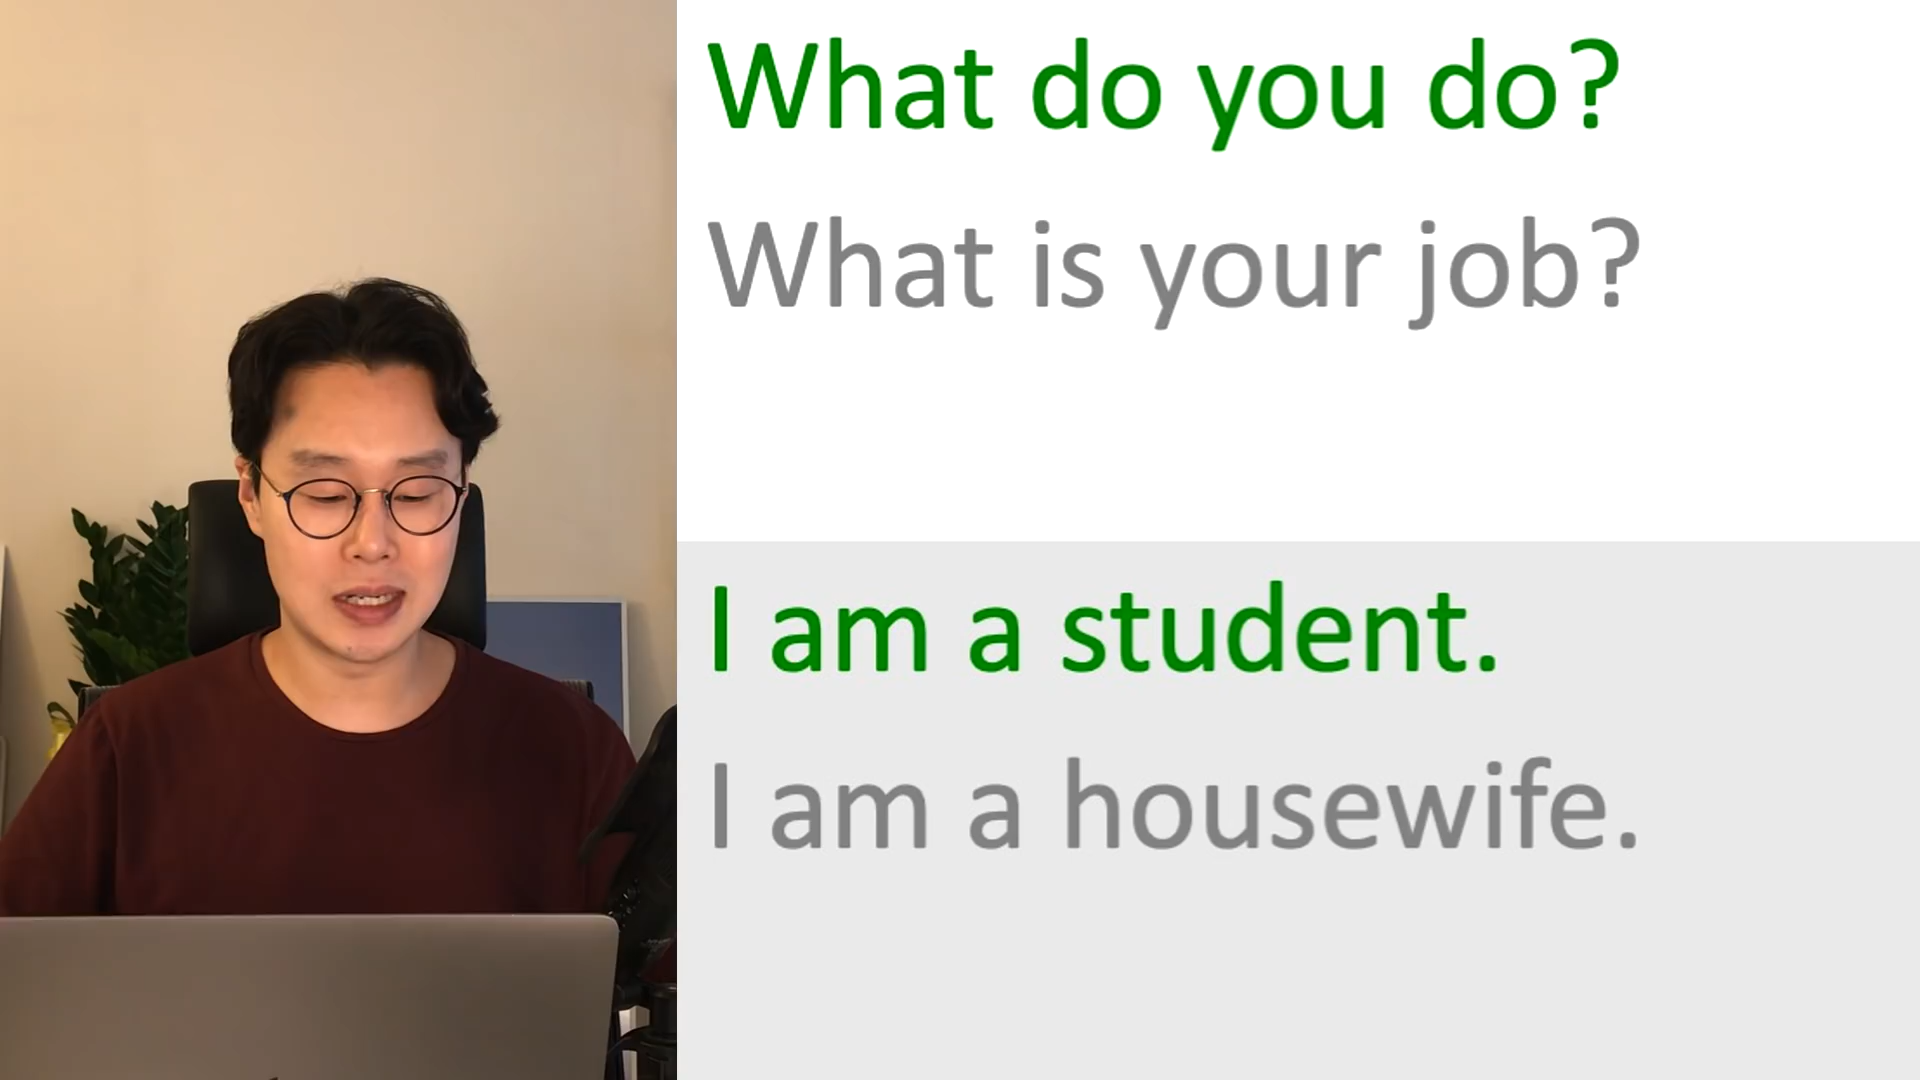 What do you do?
What is your job?
I am a student.
I am a housewife.